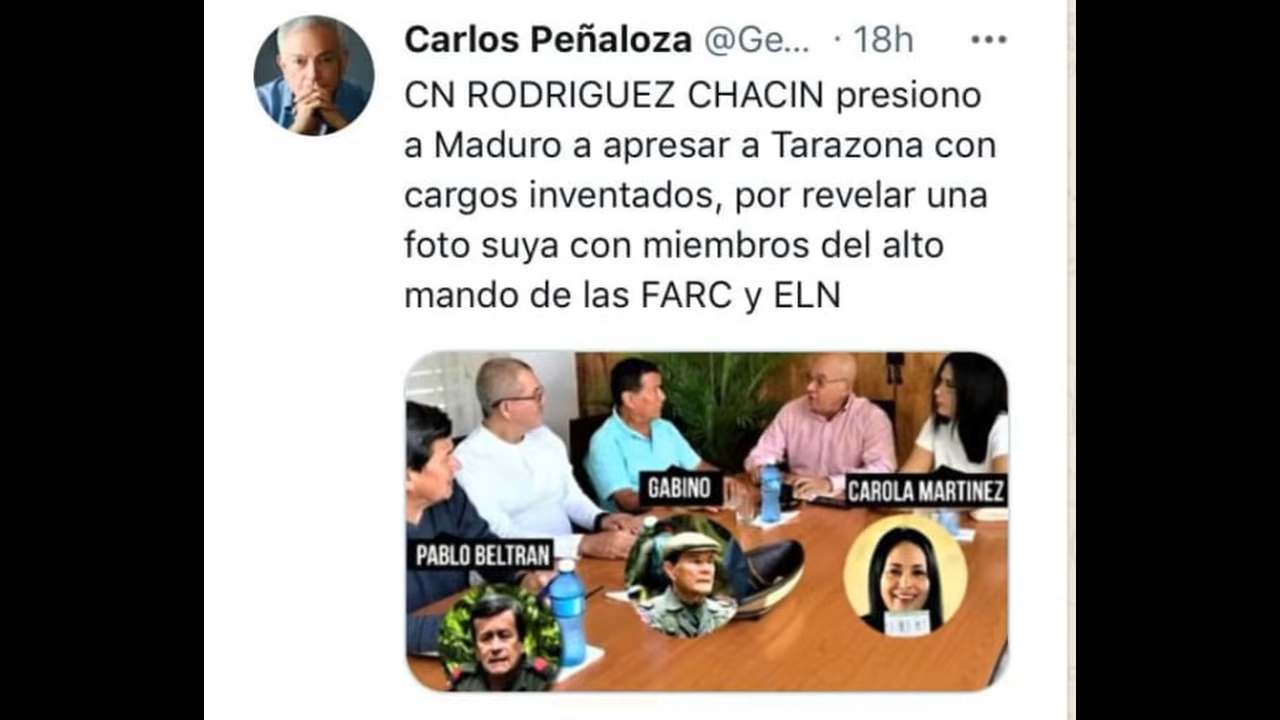 Carlos Peñaloza @Ge... · 18h
CN RODRIGUEZ CHACIN presiono
a Maduro a apresar a Tarazona con
cargos inventados, por revelar una
foto suya con miembros del alto
mando de las FARC y ELN
GABINO
CAROLA MARTINEZ
PABLO BELTRAN